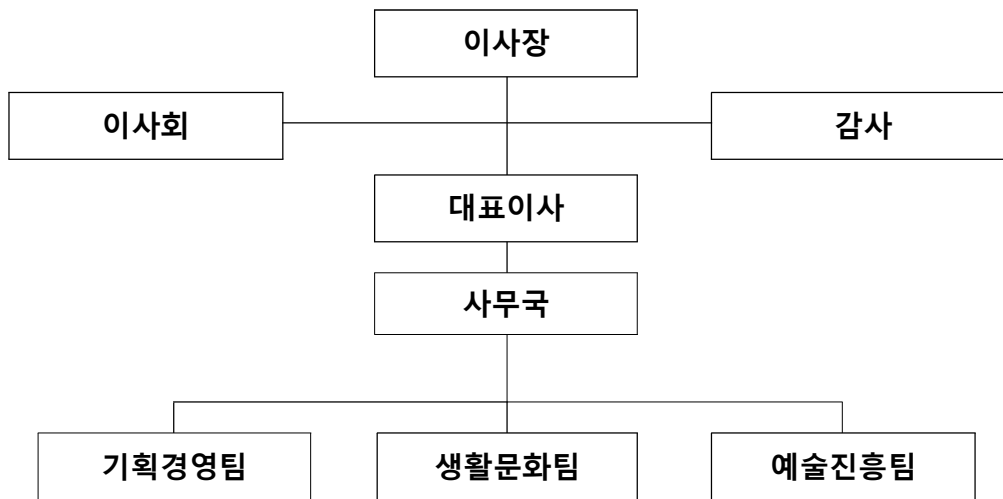 이사장
이사회
감사
대표이사
사무국
기획경영팀
생활문화팀
예술진흥팀